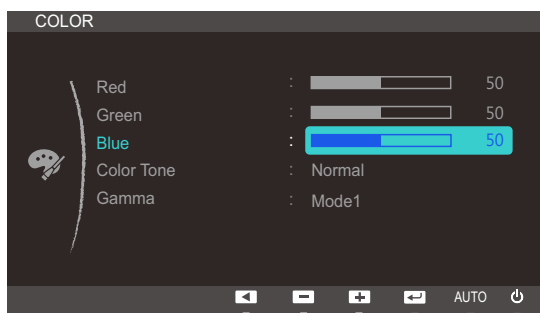 COLOR
Red : 50
Green : 50
Blue : 50
Color Tone : Normal
Gamma : Mode1
AUTO